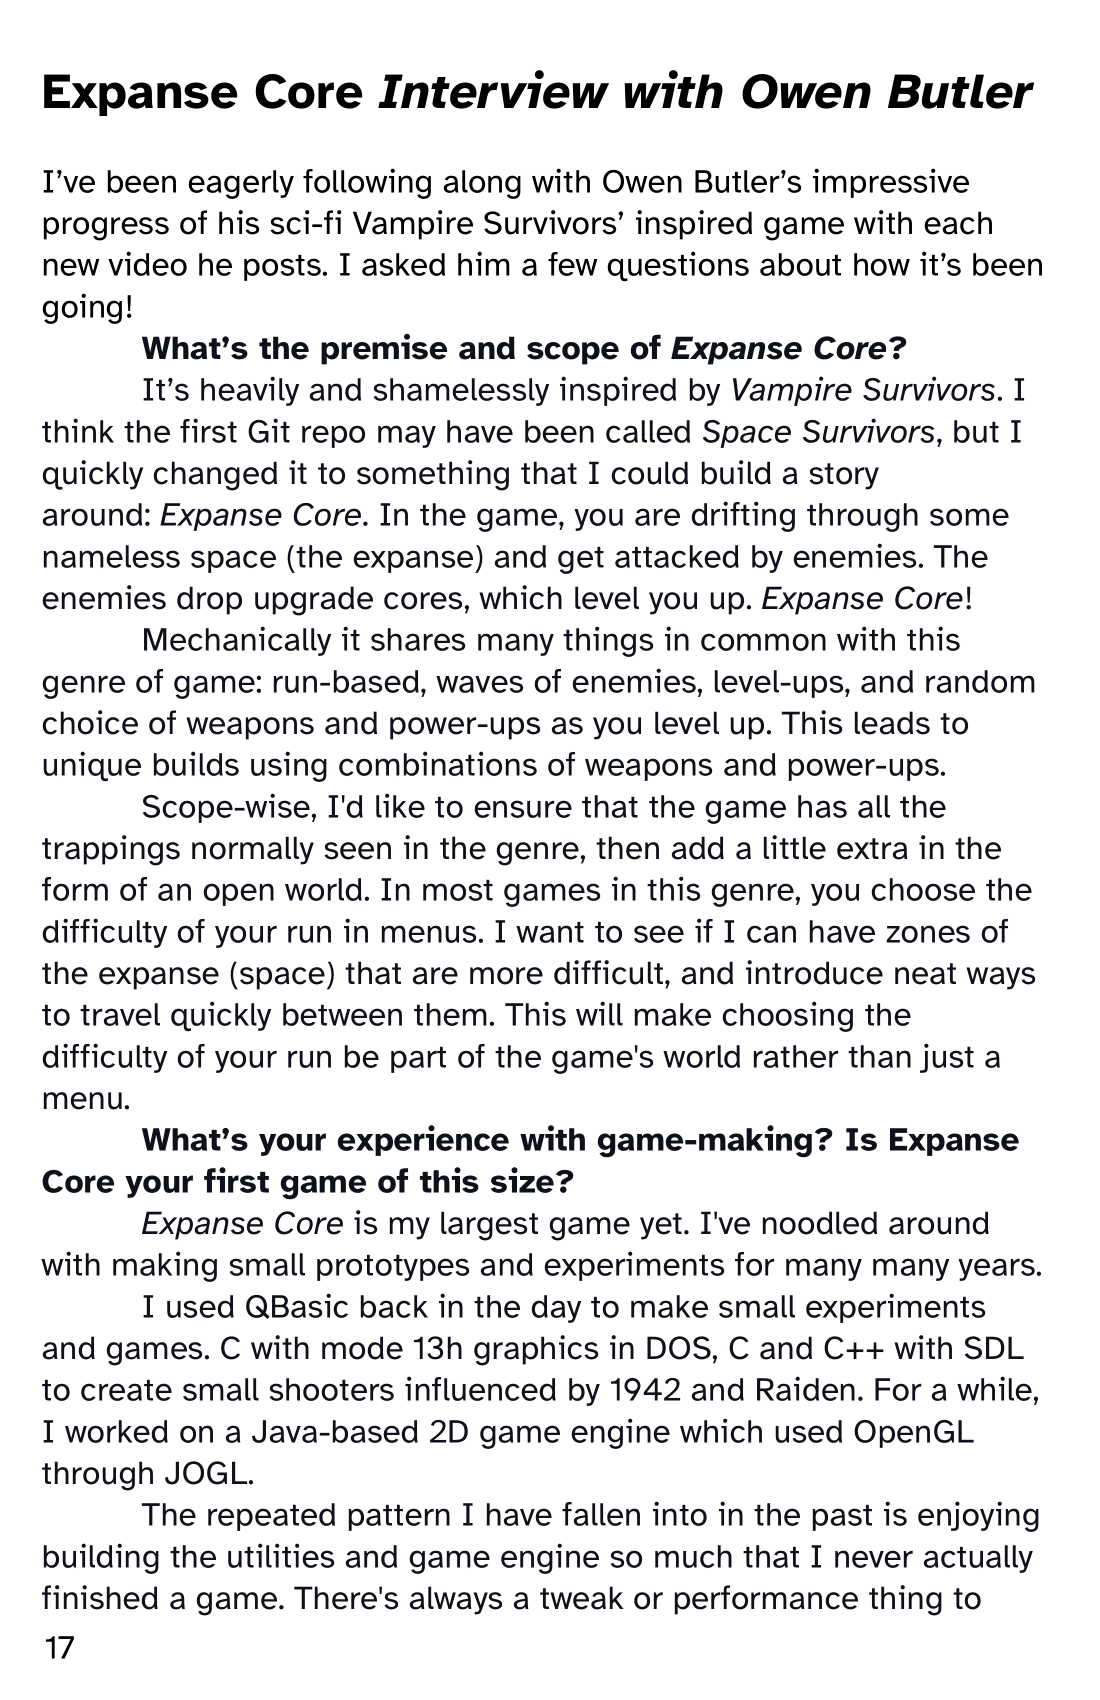 Expanse Core Interview with Owen Butler
I’ve been eagerly following along with Owen Butler’s impressive
progress of his sci-fi Vampire Survivors’ inspired game with each
new video he posts. I asked him a few questions about how it’s been
going!
What’s the premise and scope of Expanse Core?
It’s heavily and shamelessly inspired by Vampire Survivors. I
think the first Git repo may have been called Space Survivors, but I
quickly changed it to something that I could build a story
around: Expanse Core. In the game, you are drifting through some
nameless space (the expanse) and get attacked by enemies. The
enemies drop upgrade cores, which level you up. Expanse Core!
Mechanically it shares many things in common with this
genre of game: run-based, waves of enemies, level-ups, and random
choice of weapons and power-ups as you level up. This leads to
unique builds using combinations of weapons and power-ups.
Scope-wise, I'd like to ensure that the game has all the
trappings normally seen in the genre, then add a little extra in the
form of an open world. In most games in this genre, you choose the
difficulty of your run in menus. I want to see if I can have zones of
the expanse (space) that are more difficult, and introduce neat ways
to travel quickly between them. This will make choosing the
difficulty of your run be part of the game's world rather than just a
menu.
What’s your experience with game-making? Is Expanse
Core your first game of this size?
Expanse Core is my largest game yet. I've noodled around
with making small prototypes and experiments for many many years.
I used QBasic back in the day to make small experiments
and games. C with mode 13h graphics in DOS, C and C++ with SDL
to create small shooters influenced by 1942 and Raiden. For a while,
I worked on a Java-based 2D game engine which used OpenGL
through JOGL.
The repeated pattern I have fallen into in the past is enjoying
building the utilities and game engine so much that I never actually
finished a game. There's always a tweak or performance thing to
17